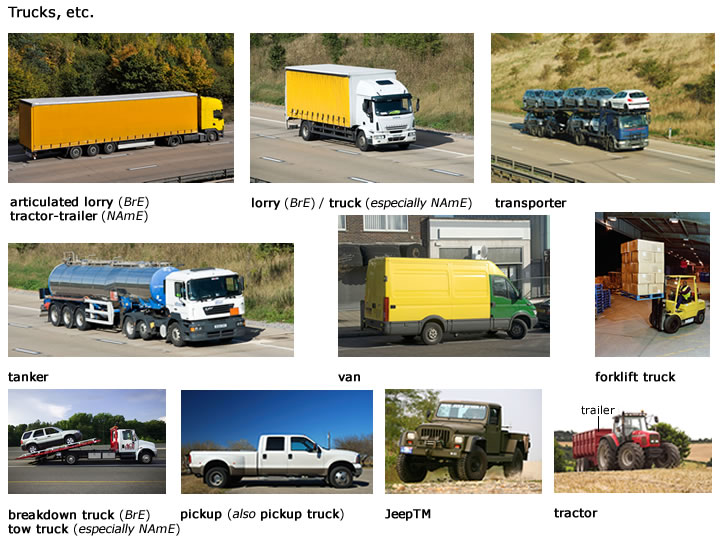 Trucks, etc.
articulated lorry (BrE)
tractor-trailer (NAmE)
lorry (BrE) / truck (especially NAmE)
transporter
tanker
van
forklift truck
trailer
breakdown truck (BrE)
tow truck (especially NAmE)
pickup (also pickup truck)
JeepTM
tractor